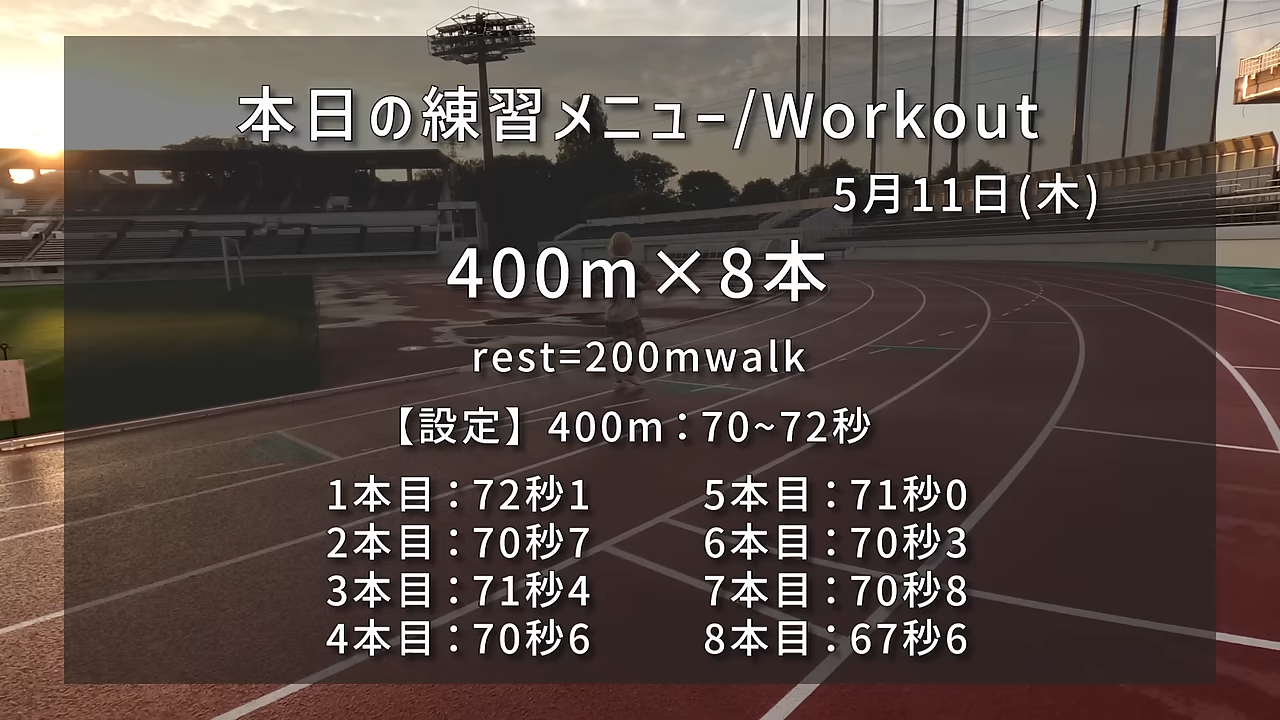 本日の練習メニュー/Workout
5月11日(木)
400m×8本
rest=200mwalk
【設定】400m：70~72秒
1本目：72秒1
2本目：70秒7
3本目：71秒4
4本目：70秒6
5本目：71秒0
6本目：70秒3
7本目：70秒8
8本目：67秒6